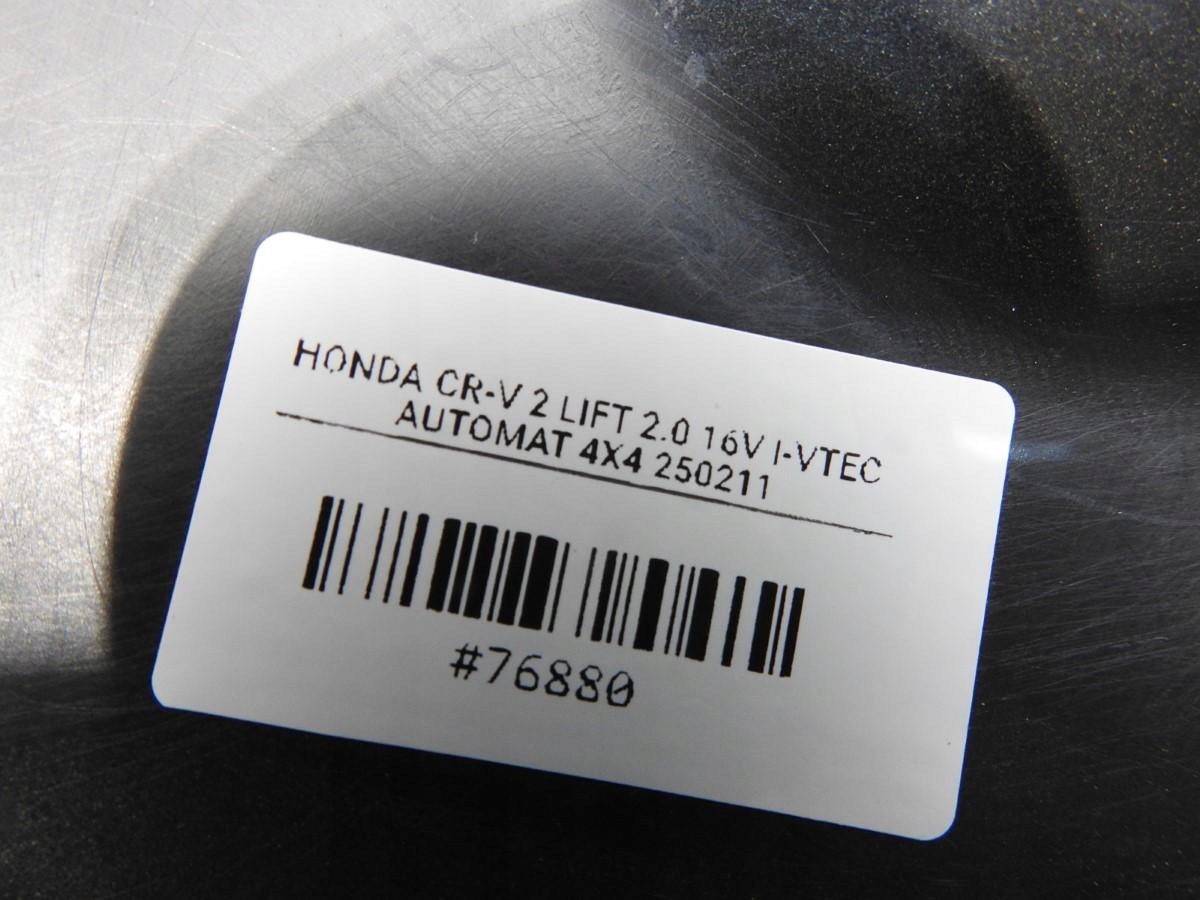 HONDA CR-V 2 LIFT 2.0 16V I-VTEC
AUTOMAT 4X4 250211
#76880